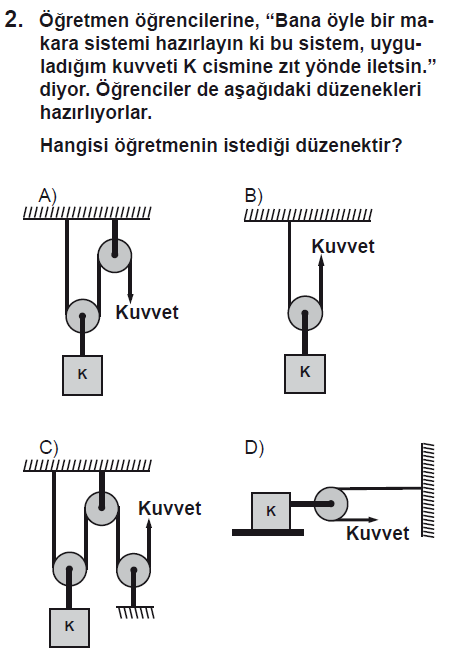 2. Öğretmen öğrencilerine, “Bana öyle bir ma-
kara sistemi hazırlayın ki bu sistem, uygu-
ladığım kuvveti K cismine zıt yönde iletsin.”
diyor. Öğrenciler de aşağıdaki düzenekleri
hazırlıyorlar.
Hangisi öğretmenin istediği düzenektir?
A)
Kuvvet
K
B)
Kuvvet
K
C)
Kuvvet
K
D)
K
Kuvvet